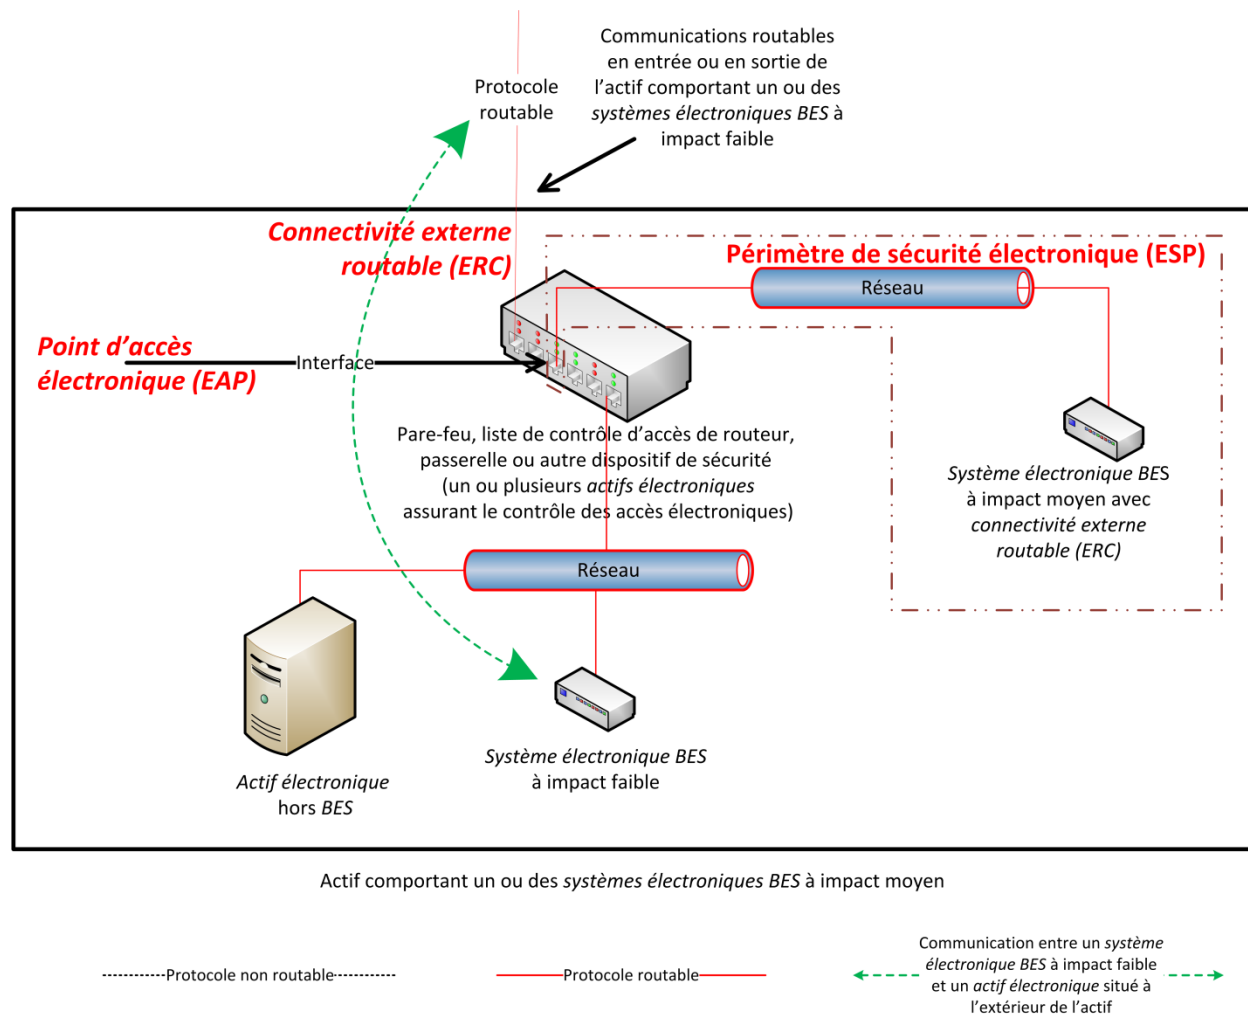 Communications routables
en entrée ou en sortie de
l’actif comportant un ou des
systèmes électroniques BES à
impact faible
Protocole
routable
Connectivité externe
routable (ERC)
Périmètre de sécurité électronique (ESP)
Réseau
Point d’accès
électronique (EAP)
Interface
Pare-feu, liste de contrôle d’accès de routeur,
passerelle ou autre dispositif de sécurité
(un ou plusieurs actifs électroniques
assurant le contrôle des accès électroniques)
Système électronique BES
à impact moyen avec
connectivité externe
routable (ERC)
Réseau
Système électronique BES
à impact faible
Actif électronique
hors BES
Actif comportant un ou des systèmes électroniques BES à impact moyen
Protocole non routable
Protocole routable
Communication entre un système
électronique BES à impact faible
et un actif électronique situé à
l’extérieur de l’actif